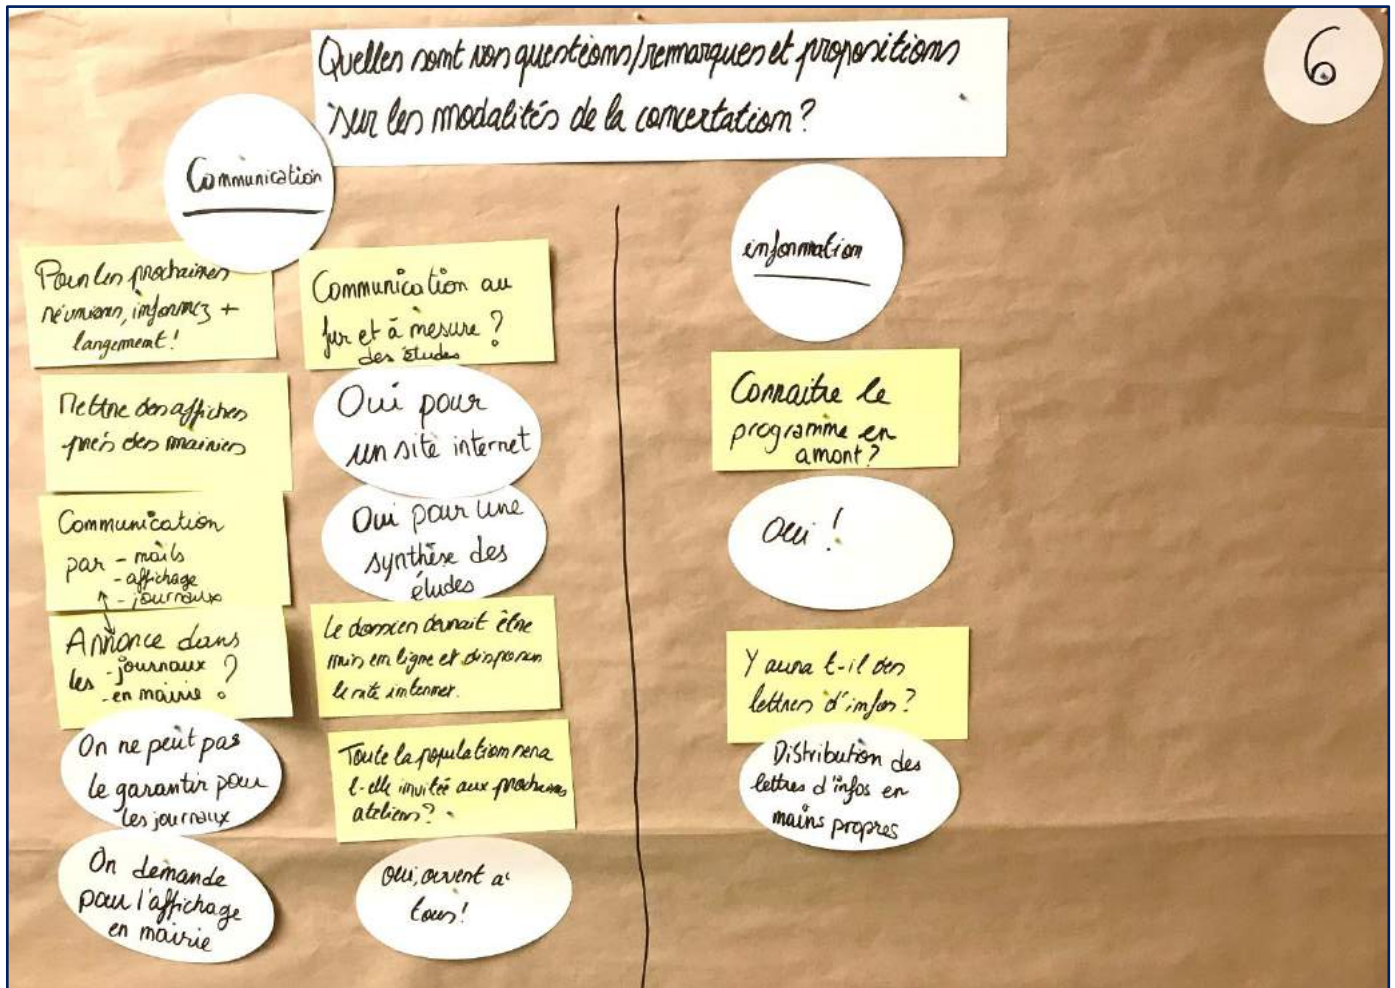 Quelles sont vos questions/remarques et propositions
sur les modalités de la concertation ?
6
Communication
Pour les prochaines
réunions, informez +
largement !
Mettre des affiches
près des mairies
Communication
par - mails
- affichage
- journaux
Annonce dans
les - journaux ?
- en mairie
On ne peut pas
le garantir pour
les journaux
On demande
pour l'affichage
en mairie
Communication au
fur et à mesure ?
des études
Oui pour
un site internet
Oui pour une
synthèse des
études
Le dossier devrait être
mis en ligne et dispo sur
le site internet.
Toute la population sera
t-elle invitée aux prochains
ateliers ?
Oui, ouvert à
tous !
information
Connaitre le
programme en
amont ?
Oui !
Y aura t-il des
lettres d'infos ?
Distribution des
lettres d'infos en
mains propres